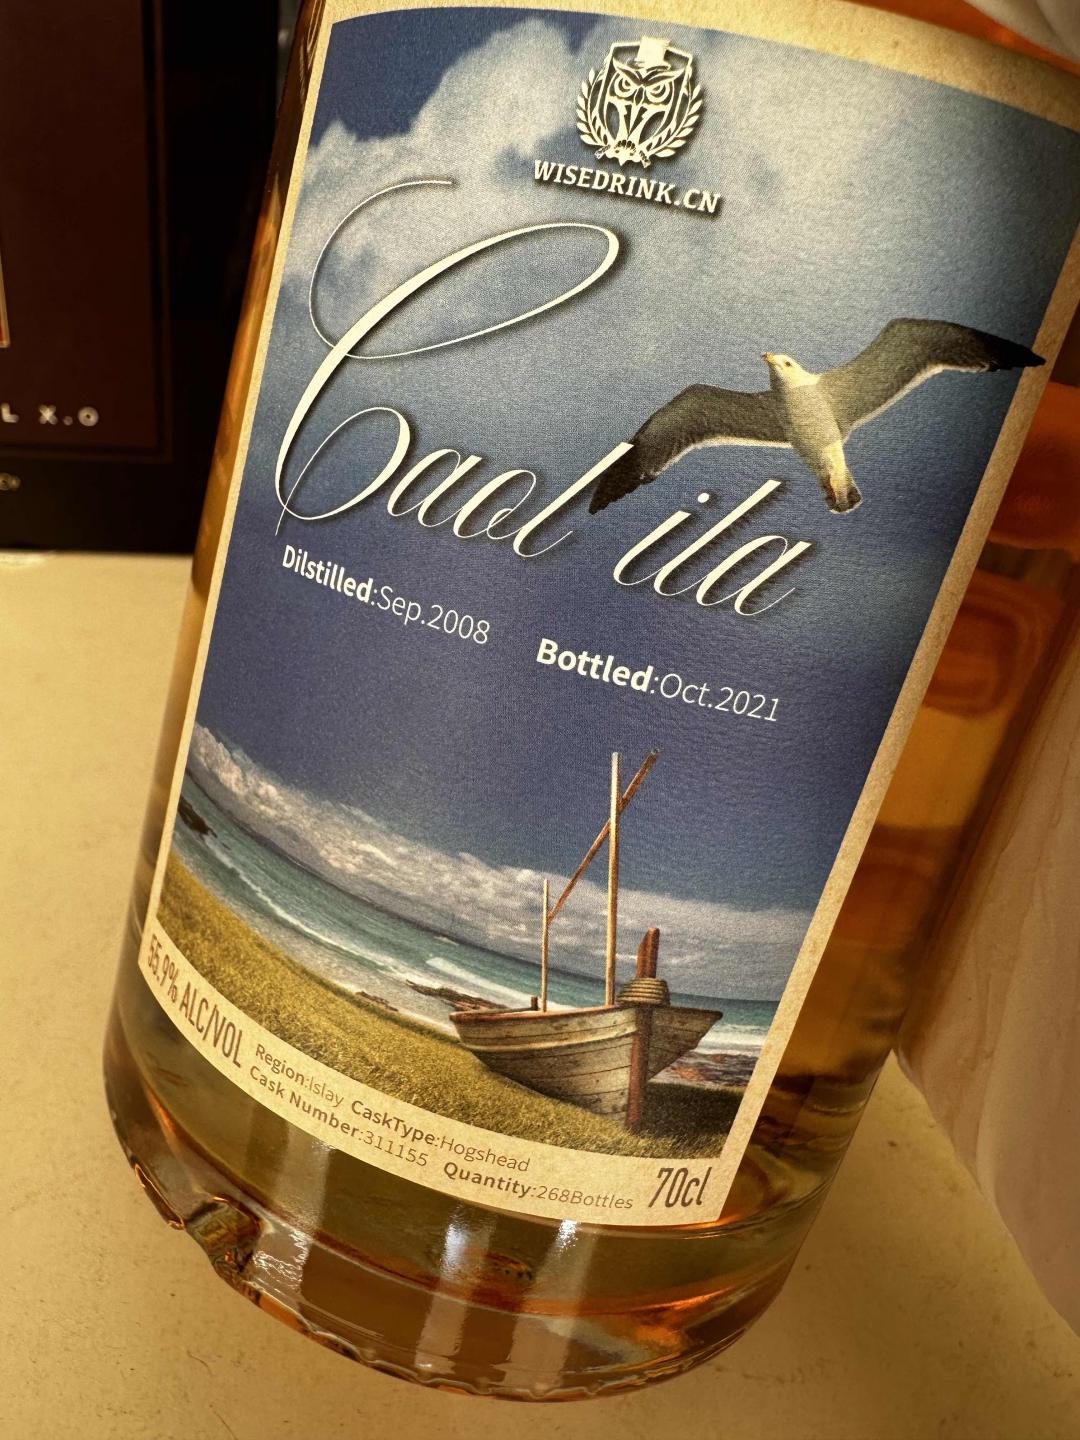 WISEDRINK.CN
Caol ila
Dilstilled:Sep.2008
Bottled:Oct.2021
55.9% ALC/VOL
Region:Islay CaskType:Hogshead
Cask Number:311155 Quantity:268Bottles
70cl
L X.O